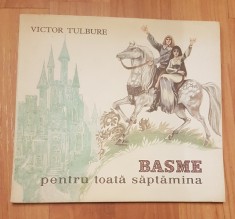 VICTOR TULBURE
BASME
pentru toată săptămîna